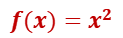 f(x) = x²